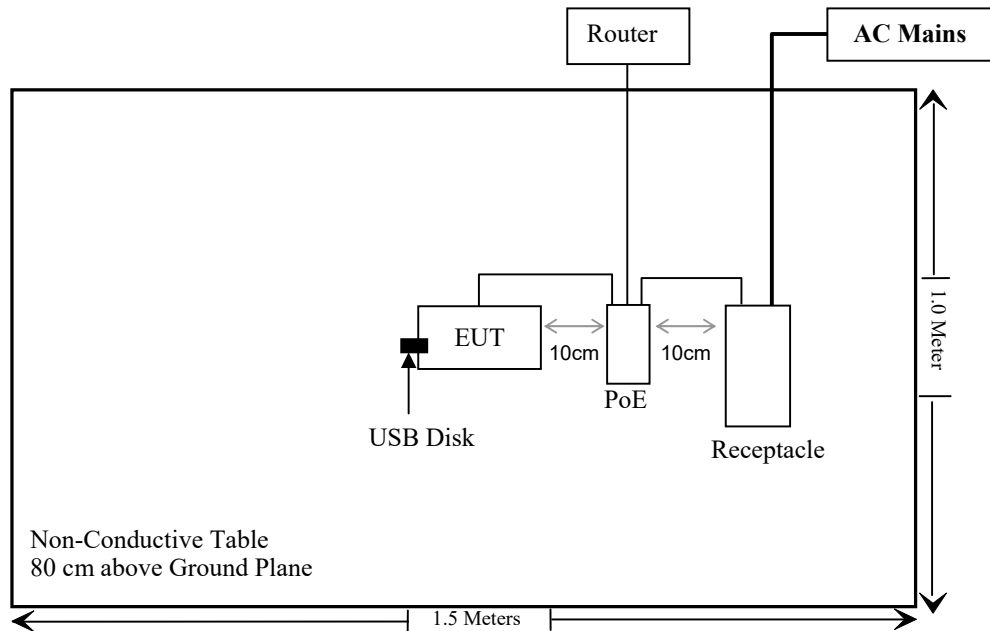 Router
AC Mains
EUT
10cm
10cm
1.0 Meter
PoE
USB Disk
Receptacle
Non-Conductive Table
80 cm above Ground Plane
1.5 Meters